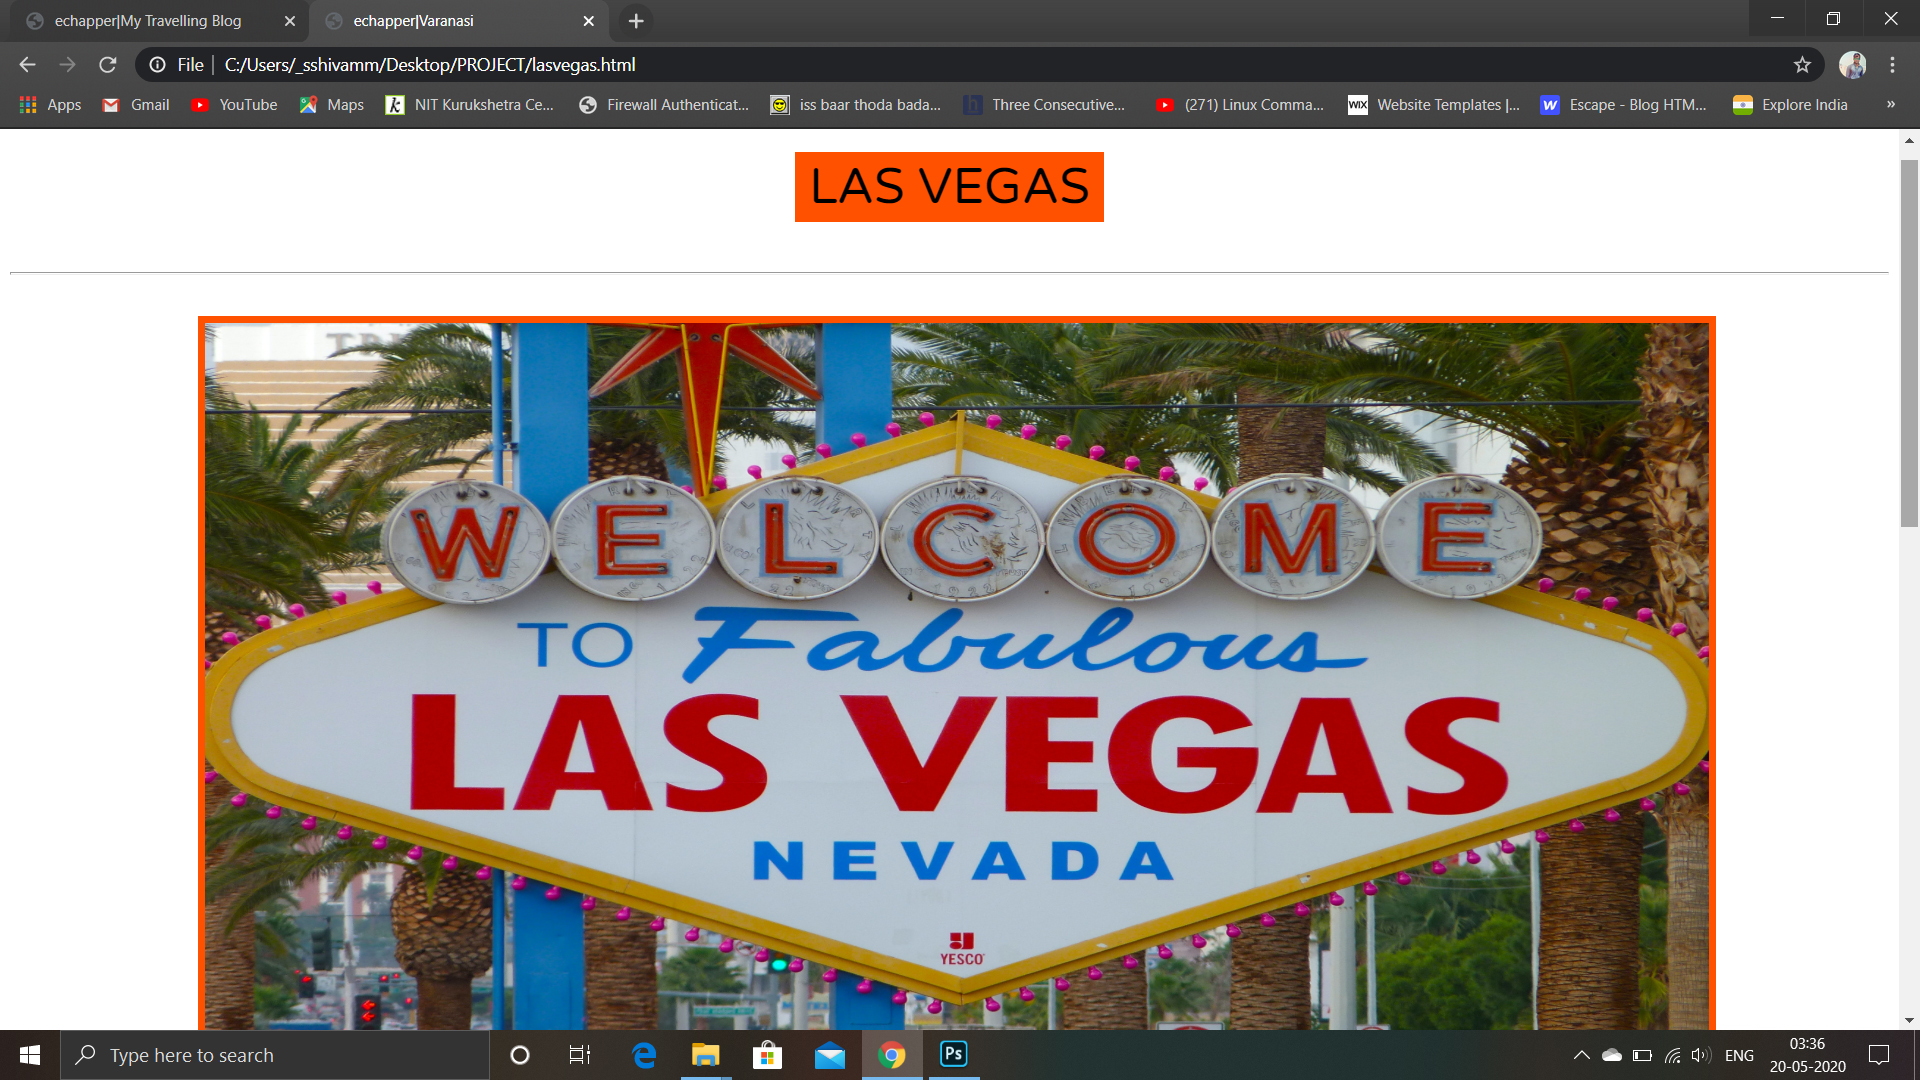 echapper|My Travelling Blog
echapper|Varanasi
File
C:/Users/_sshivamm/Desktop/PROJECT/lasvegas.html
Apps
Gmail
YouTube
Maps
k
NIT Kurukshetra Ce...
Firewall Authenticat...
iss baar thoda bada...
h
Three Consecutive...
(271) Linux Comma...
WIX
Website Templates |...
W
Escape - Blog HTM...
Explore India
»
LAS VEGAS
WELCOME
TO Fabulous
LAS VEGAS
NEVADA
YESCO
Type here to search
Ps
ENG
03:36
20-05-2020